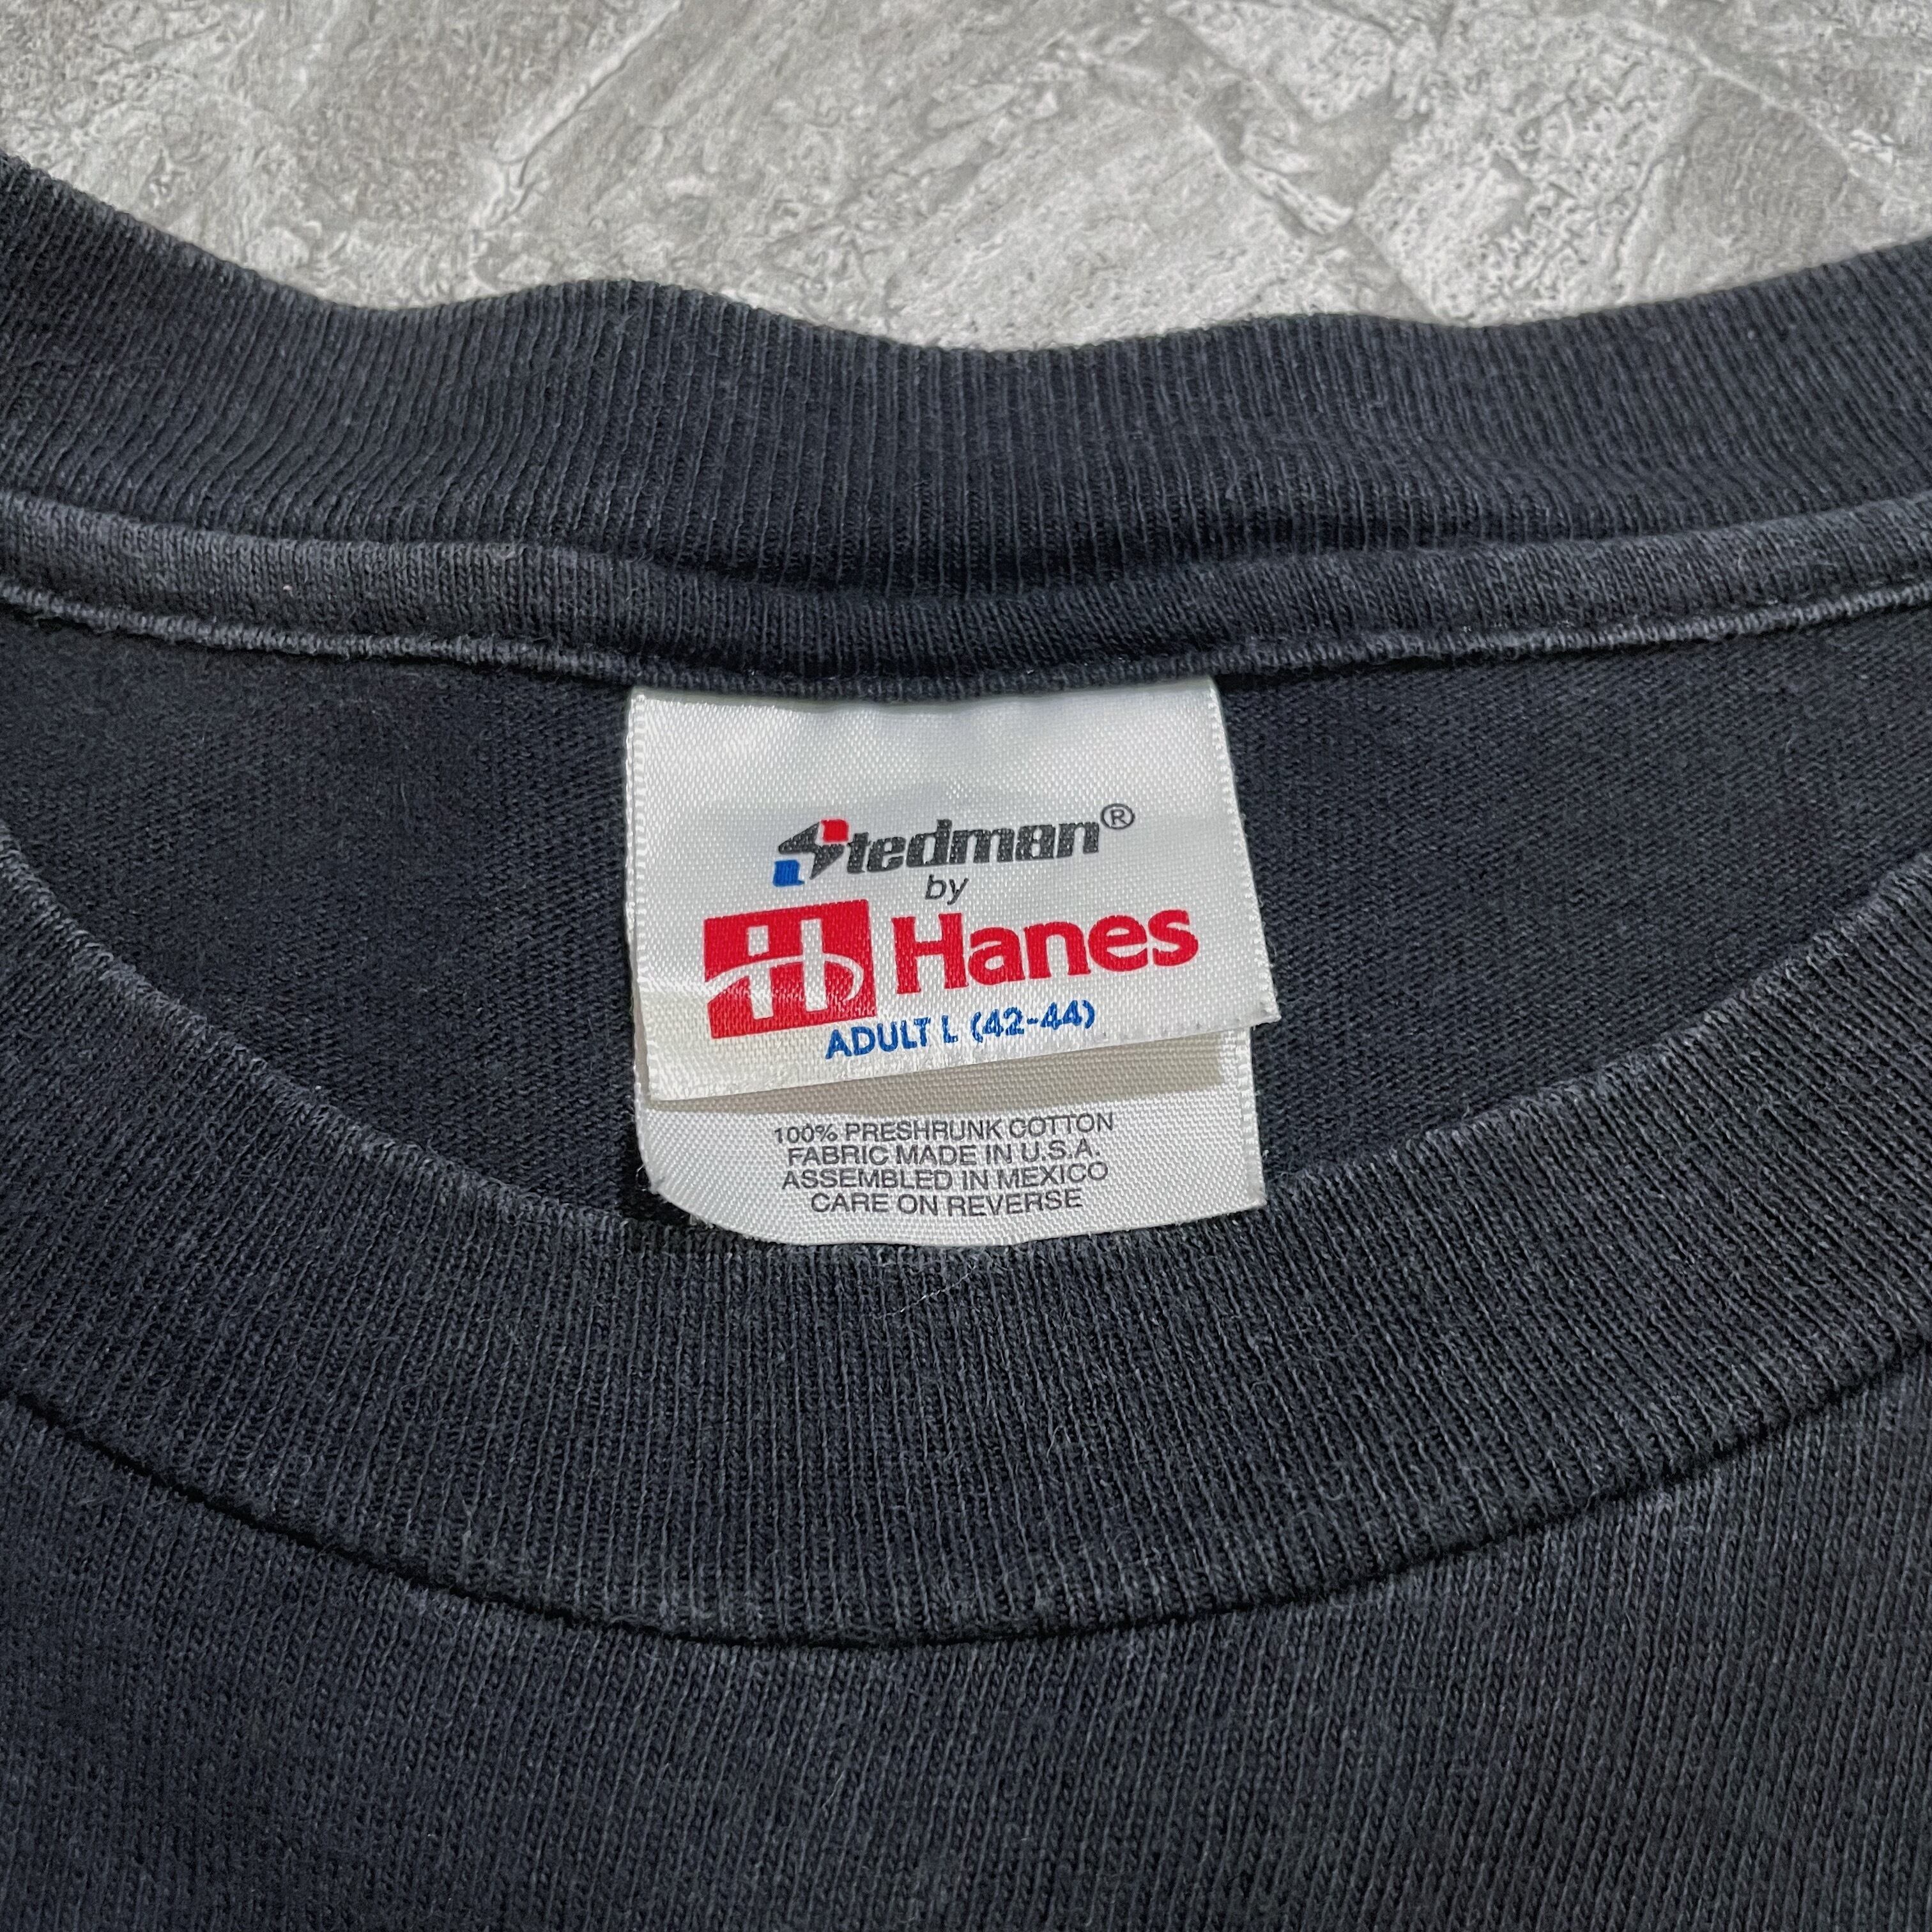 Stedman®
by
H Hanes
ADULT L (42-44)
100% PRESHRUNK COTTON
FABRIC MADE IN U.S.A.
ASSEMBLED IN MEXICO
CARE ON REVERSE